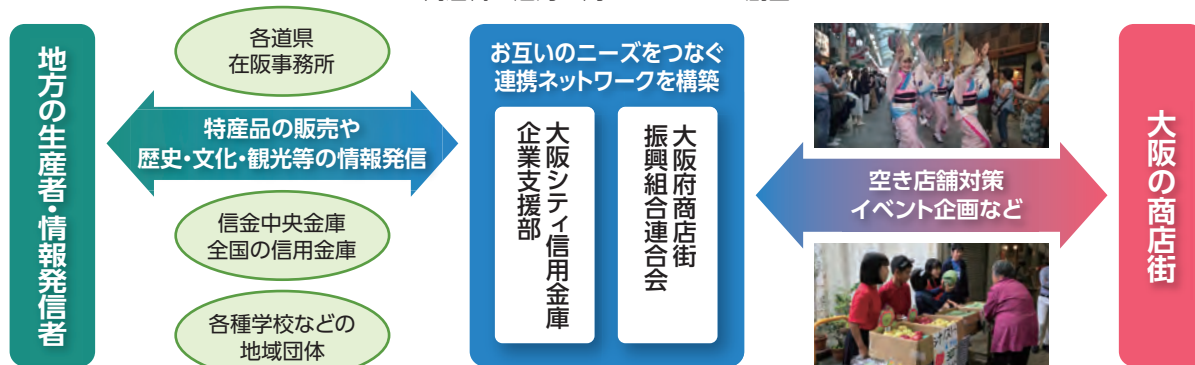 地方の生産者・情報発信者
各道県
在阪事務所
特産品の販売や
歴史・文化・観光等の情報発信
信金中央金庫
全国の信用金庫
各種学校などの
地域団体
お互いのニーズをつなぐ
連携ネットワークを構築
大阪シティ信用金庫
企業支援部
大阪府商店街
振興組合連合会
空き店舗対策
イベント企画など
大阪の商店街